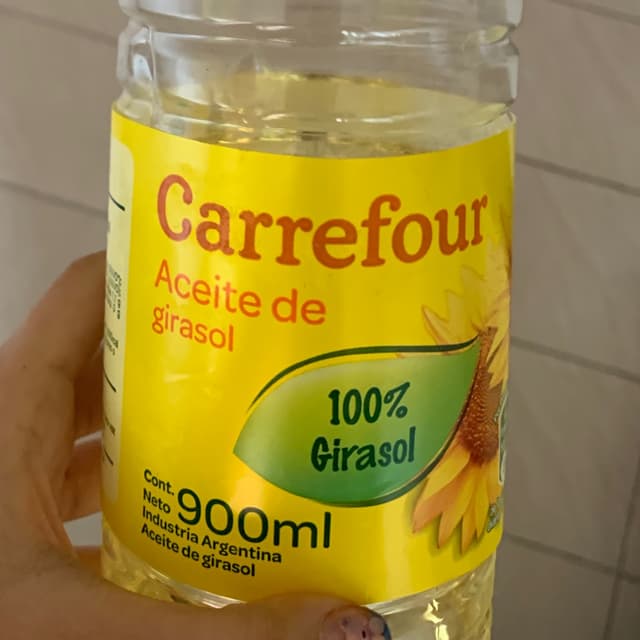 Carrefour
Aceite de
girasol
100%
Girasol
Cont.
Neto 900ml
Industria Argentina
Aceite de girasol